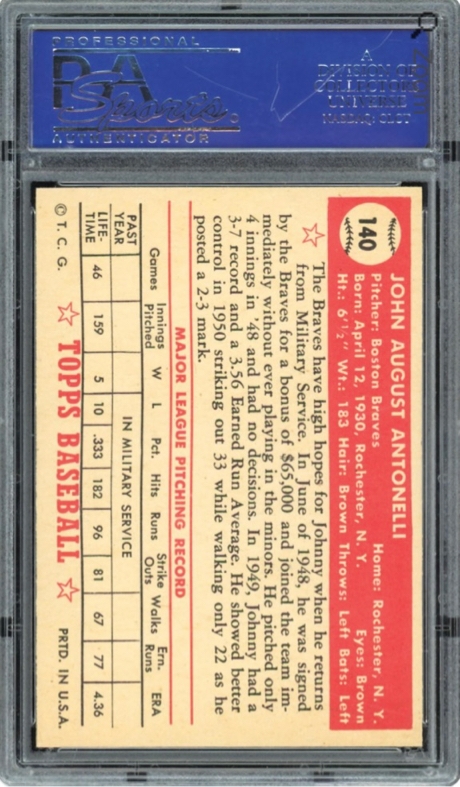 PROFESSIONAL
PSA
Sports
AUTHENTICATOR
A
DIVISION OF
COLLECTORS
UNIVERSE
NASDAQ: CLCT
140
JOHN AUGUST ANTONELLI
Pitcher: Boston Braves Home: Rochester, N. Y.
Born: April 12, 1930, Rochester, N. Y. Eyes: Brown
Ht.: 6'½" Wt.: 183 Hair: Brown Throws: Left Bats: Left
The Braves have high hopes for Johnny when he returns
from Military Service. In June of 1948, he was signed
by the Braves for a bonus of $65,000 and joined the team im-
mediately without ever playing in the minors. He pitched only
4 innings in '48 and had no decisions. In 1949, Johnny had a
3-7 record and a 3.56 Earned Run Average. He showed better
control in 1950 striking out 33 while walking only 22 as he
posted a 2-3 mark.
MAJOR LEAGUE PITCHING RECORD
Games Innings Pitched W L Pct. Hits Runs Strike Outs Walks Ern. Runs ERA
PAST YEAR IN MILITARY SERVICE
LIFE-TIME 46 159 5 10 .333 182 96 81 67 77 4.36
© T. C. G. TOPPS BASEBALL PRTD. IN U.S.A.